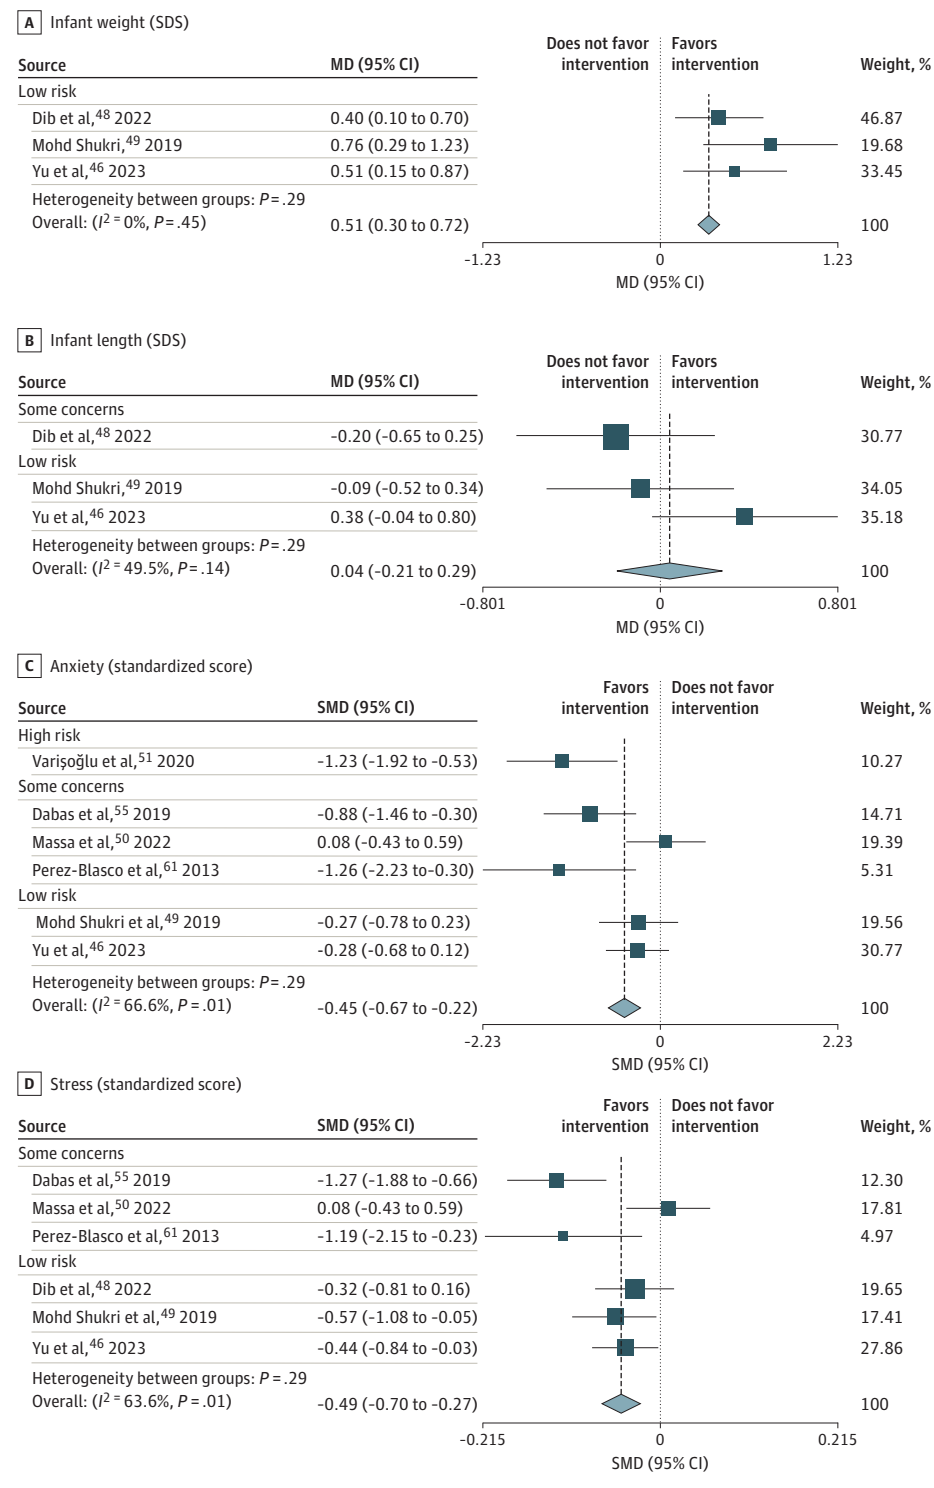 A Infant weight (SDS)
Does not favor intervention
Favors intervention
Source MD (95% CI) Weight, %
Low risk
Dib et al,48 2022 0.40 (0.10 to 0.70) 46.87
Mohd Shukri,49 2019 0.76 (0.29 to 1.23) 19.68
Yu et al,46 2023 0.51 (0.15 to 0.87) 33.45
Heterogeneity between groups: P = .29
Overall: (I2 = 0%, P = .45) 0.51 (0.30 to 0.72) 100
-1.23 0 1.23
MD (95% CI)
B Infant length (SDS)
Does not favor intervention
Favors intervention
Source MD (95% CI) Weight, %
Some concerns
Dib et al,48 2022 -0.20 (-0.65 to 0.25) 30.77
Low risk
Mohd Shukri,49 2019 -0.09 (-0.52 to 0.34) 34.05
Yu et al,46 2023 0.38 (-0.04 to 0.80) 35.18
Heterogeneity between groups: P = .29
Overall: (I2 = 49.5%, P = .14) 0.04 (-0.21 to 0.29) 100
-0.801 0 0.801
MD (95% CI)
C Anxiety (standardized score)
Favors intervention
Does not favor intervention
Source SMD (95% CI) Weight, %
High risk
Varişoğlu et al,51 2020 -1.23 (-1.92 to -0.53) 10.27
Some concerns
Dabas et al,55 2019 -0.88 (-1.46 to -0.30) 14.71
Massa et al,50 2022 0.08 (-0.43 to 0.59) 19.39
Perez-Blasco et al,61 2013 -1.26 (-2.23 to-0.30) 5.31
Low risk
Mohd Shukri et al,49 2019 -0.27 (-0.78 to 0.23) 19.56
Yu et al,46 2023 -0.28 (-0.68 to 0.12) 30.77
Heterogeneity between groups: P = .29
Overall: (I2 = 66.6%, P = .01) -0.45 (-0.67 to -0.22) 100
-2.23 0 2.23
SMD (95% CI)
D Stress (standardized score)
Favors intervention
Does not favor intervention
Source SMD (95% CI) Weight, %
Some concerns
Dabas et al,55 2019 -1.27 (-1.88 to -0.66) 12.30
Massa et al,50 2022 0.08 (-0.43 to 0.59) 17.81
Perez-Blasco et al,61 2013 -1.19 (-2.15 to -0.23) 4.97
Low risk
Dib et al,48 2022 -0.32 (-0.81 to 0.16) 19.65
Mohd Shukri et al,49 2019 -0.57 (-1.08 to -0.05) 17.41
Yu et al,46 2023 -0.44 (-0.84 to -0.03) 27.86
Heterogeneity between groups: P = .29
Overall: (I2 = 63.6%, P = .01) -0.49 (-0.70 to -0.27) 100
-0.215 0 0.215
SMD (95% CI)